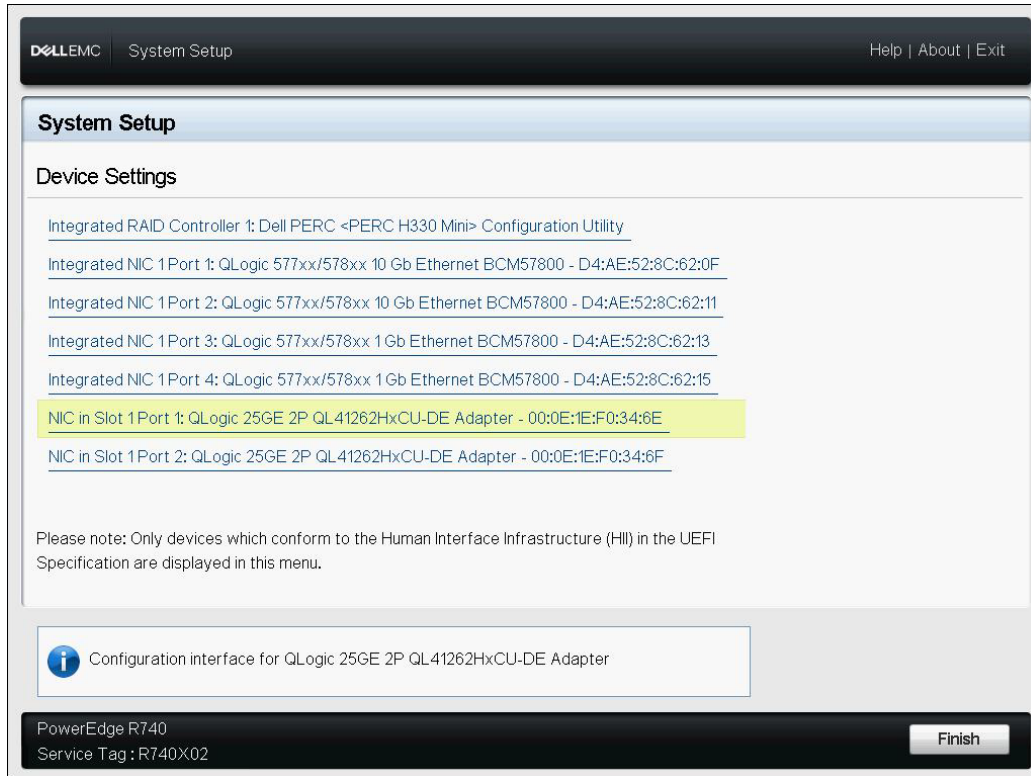 DELLEMC System Setup Help | About | Exit
System Setup
Device Settings
Integrated RAID Controller 1: Dell PERC <PERC H330 Mini> Configuration Utility
Integrated NIC 1 Port 1: QLogic 577xx/578xx 10 Gb Ethernet BCM57800 - D4:AE:52:8C:62:0F
Integrated NIC 1 Port 2: QLogic 577xx/578xx 10 Gb Ethernet BCM57800 - D4:AE:52:8C:62:11
Integrated NIC 1 Port 3: QLogic 577xx/578xx 1 Gb Ethernet BCM57800 - D4:AE:52:8C:62:13
Integrated NIC 1 Port 4: QLogic 577xx/578xx 1 Gb Ethernet BCM57800 - D4:AE:52:8C:62:15
NIC in Slot 1 Port 1: QLogic 25GE 2P QL41262HxCU-DE Adapter - 00:0E:1E:F0:34:6E
NIC in Slot 1 Port 2: QLogic 25GE 2P QL41262HxCU-DE Adapter - 00:0E:1E:F0:34:6F
Please note: Only devices which conform to the Human Interface Infrastructure (HII) in the UEFI
Specification are displayed in this menu.
Configuration interface for QLogic 25GE 2P QL41262HxCU-DE Adapter
PowerEdge R740
Service Tag : R740X02
Finish